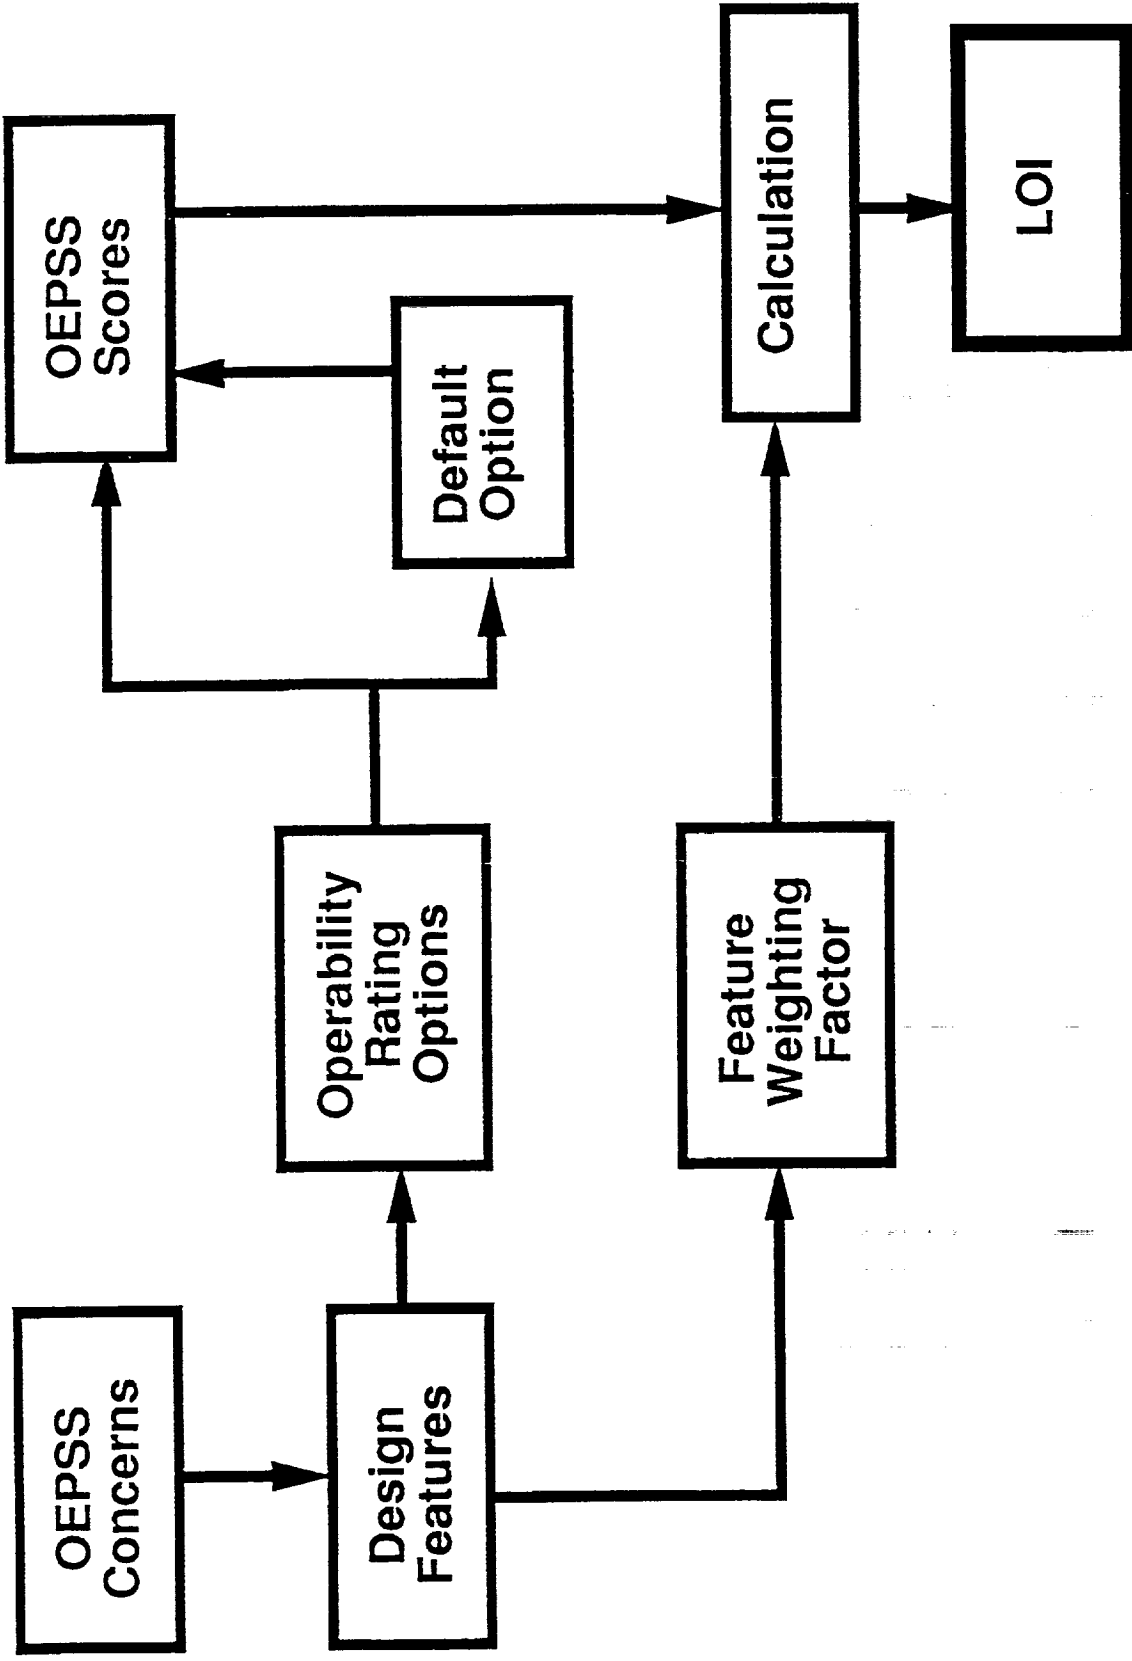 OEPSS
Concerns
Design
Features
Operability
Rating
Options
Feature
Weighting
Factor
OEPSS
Scores
Default
Option
Calculation
LOI